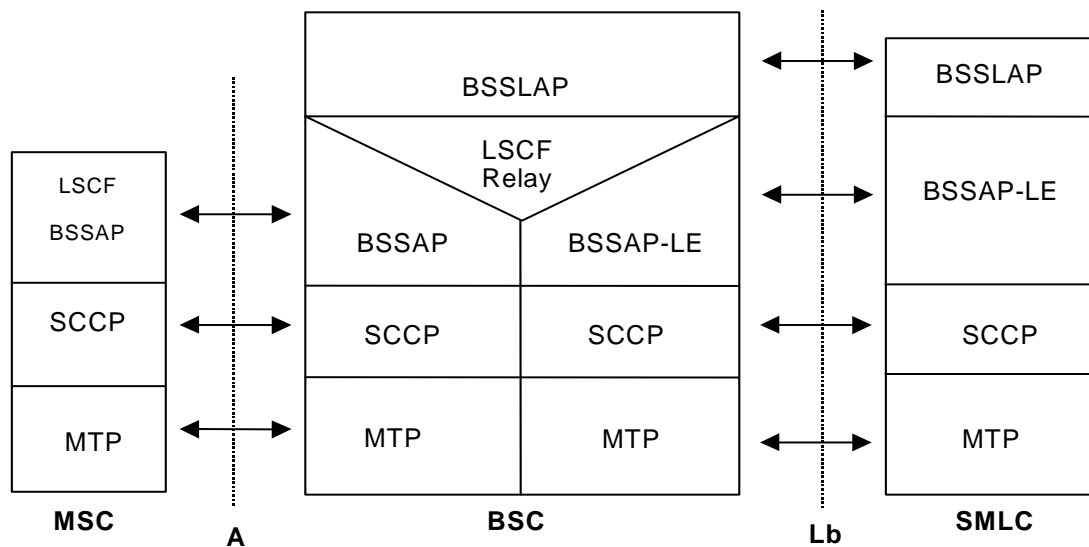 BSSLAP
BSSLAP
LSCF
Relay
LSCF
BSSAP
BSSAP
BSSAP-LE
BSSAP-LE
SCCP
SCCP
SCCP
SCCP
MTP
MTP
MTP
MTP
MSC
A
BSC
Lb
SMLC